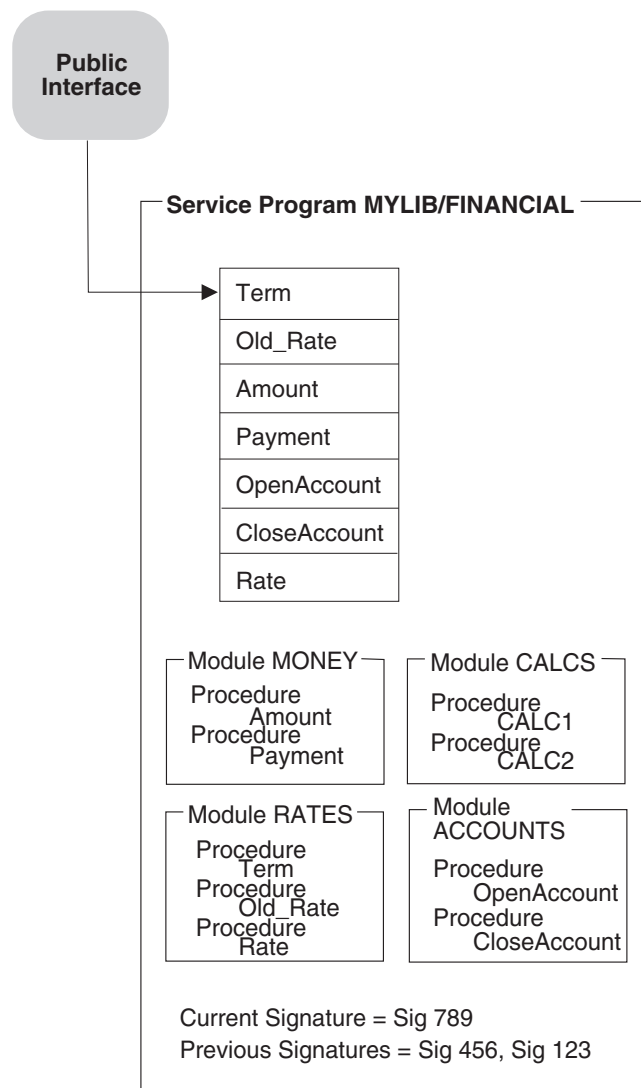 Public
Interface
Service Program MYLIB/FINANCIAL
Term
Old_Rate
Amount
Payment
OpenAccount
CloseAccount
Rate
Module MONEY
Procedure
Amount
Procedure
Payment
Module CALCS
Procedure
CALC1
Procedure
CALC2
Module RATES
Procedure
Term
Procedure
Old_Rate
Procedure
Rate
Module
ACCOUNTS
Procedure
OpenAccount
Procedure
CloseAccount
Current Signature = Sig 789
Previous Signatures = Sig 456, Sig 123